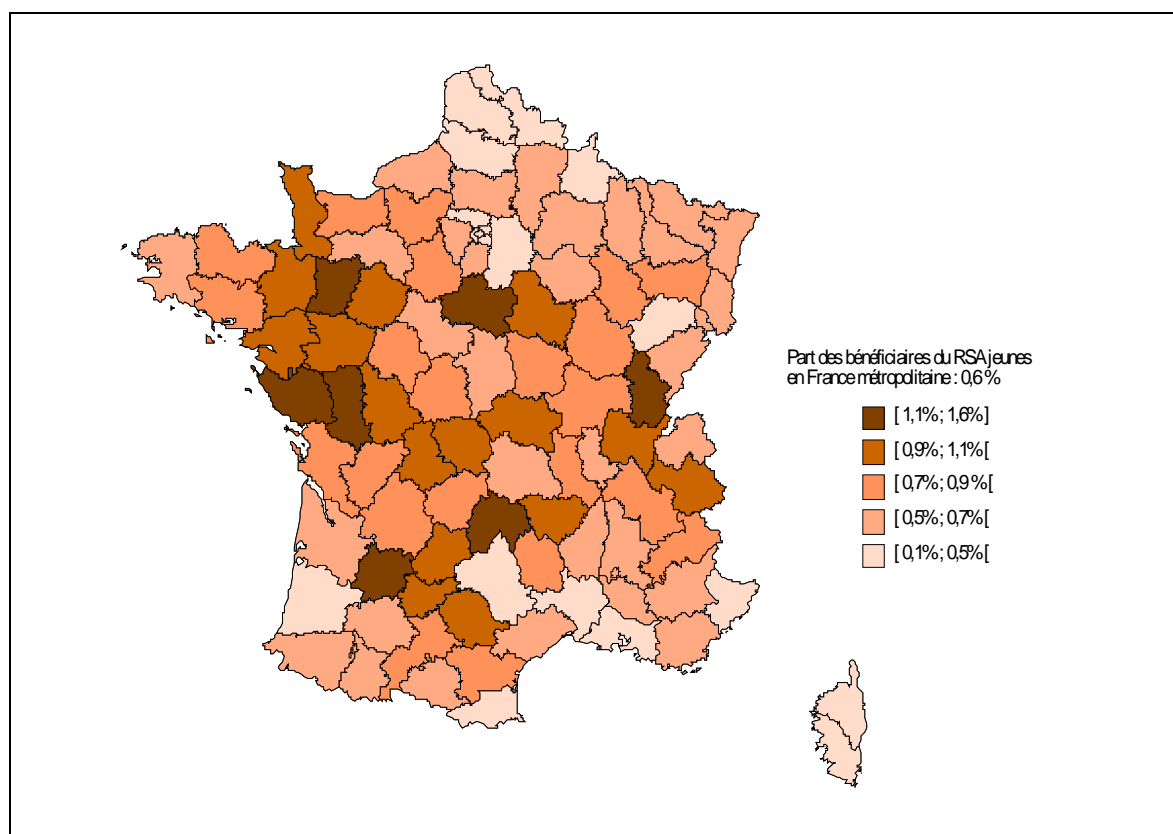 Part des bénéficiaires du RSA jeunes
en France métropolitaine : 0,6 %
[ 1,1% ; 1,6%]
[ 0,9% ; 1,1%[
[ 0,7% ; 0,9 %[
[ 0,5% ; 0,7%[
[ 0,1% ; 0,5%[